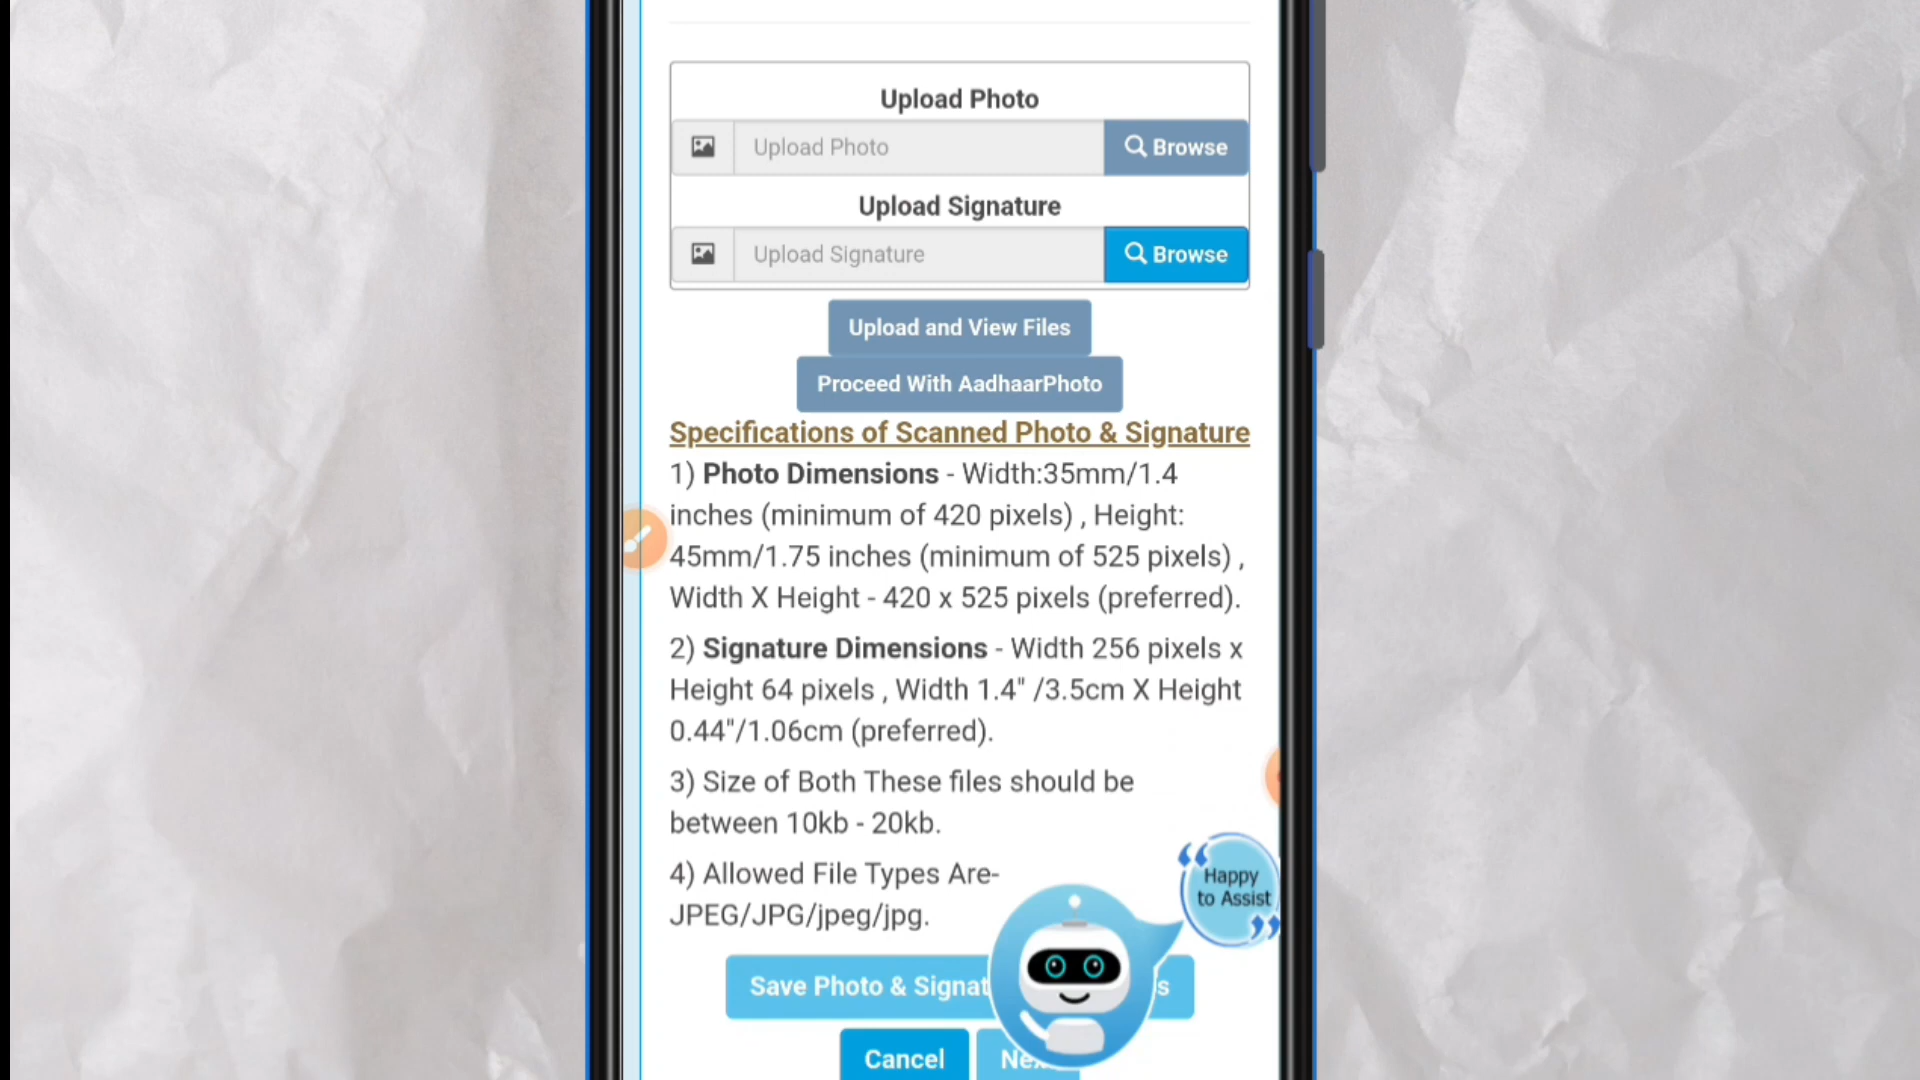 Upload Photo
Upload Photo
Browse
Upload Signature
Upload Signature
Browse
Upload and View Files
Proceed With AadhaarPhoto
Specifications of Scanned Photo & Signature
1) Photo Dimensions - Width:35mm/1.4
inches (minimum of 420 pixels) , Height:
45mm/1.75 inches (minimum of 525 pixels) ,
Width X Height - 420 x 525 pixels (preferred).
2) Signature Dimensions - Width 256 pixels x
Height 64 pixels , Width 1.4" /3.5cm X Height
0.44"/1.06cm (preferred).
3) Size of Both These files should be
between 10kb - 20kb.
4) Allowed File Types Are-
JPEG/JPG/jpeg/jpg.
Happy
to Assist
Save Photo &
Cancel